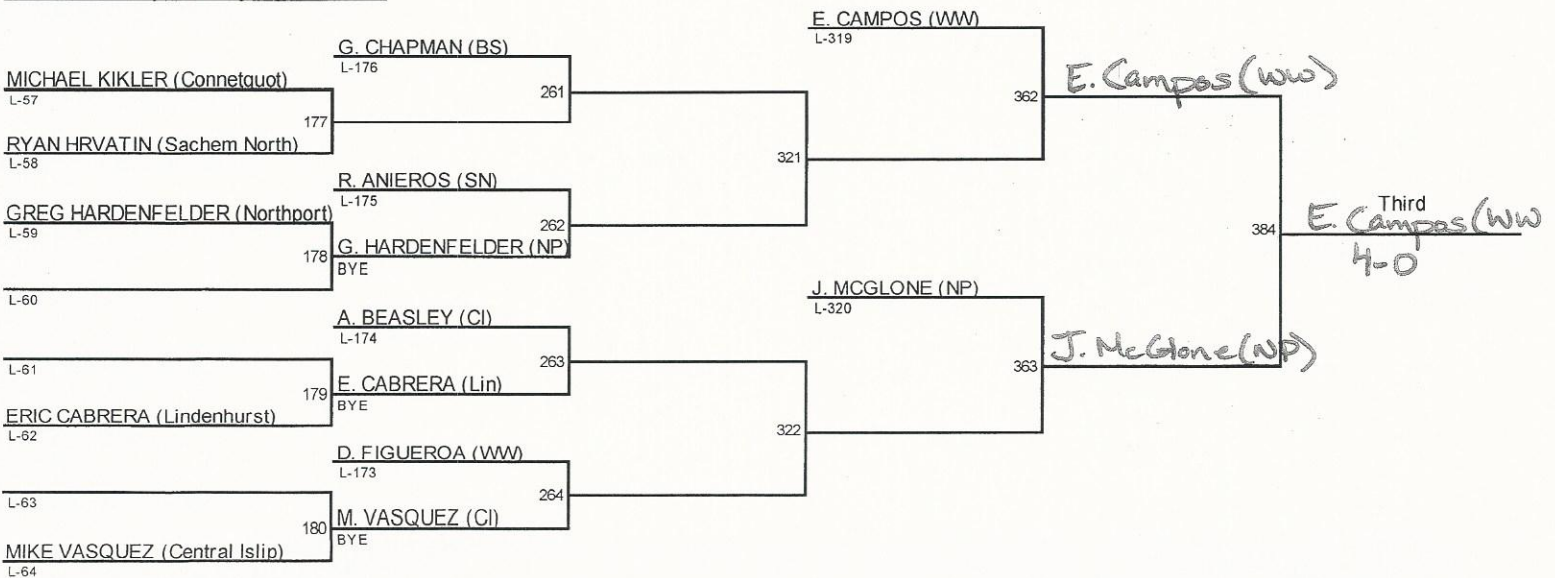 MICHAEL KIKLER (Connetquot)
L-57
177
RYAN HRVATIN (Sachem North)
L-58
GREG HARDENFELDER (Northport)
L-59
178
L-60
L-61
179
ERIC CABRERA (Lindenhurst)
L-62
L-63
180
MIKE VASQUEZ (Central Islip)
L-64
G. CHAPMAN (BS)
L-176
261
R. ANIEROS (SN)
L-175
262
G. HARDENFELDER (NP)
BYE
A. BEASLEY (CI)
L-174
263
E. CABRERA (Lin)
BYE
D. FIGUEROA (WW)
L-173
264
M. VASQUEZ (CI)
BYE
321
322
E. CAMPOS (WW)
L-319
362
J. MCGLONE (NP)
L-320
363
E. Campos (WW)
J. McGlone (NP)
384
Third
E. Campos (WW
4-0